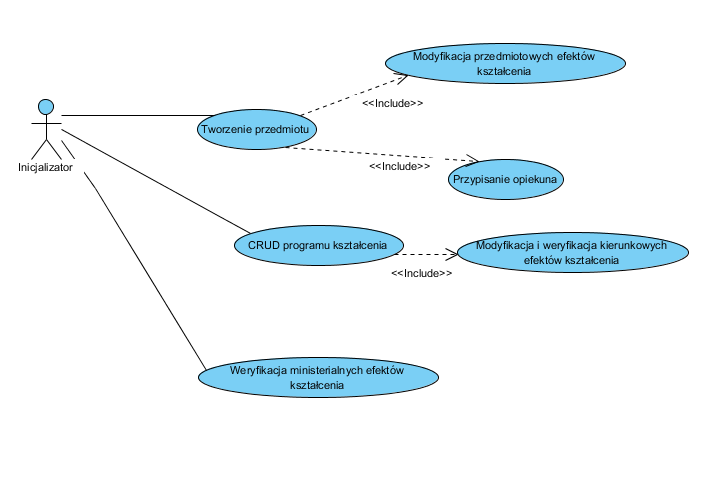 Modyfikacja przedmiotowych efektów
kształcenia
<<Include>>
Tworzenie przedmiotu
<<Include>>
Inicjalizator
Przypisanie opiekuna
CRUD programu kształcenia
Modyfikacja i weryfikacja kierunkowych
efektów kształcenia
<<Include>>
Weryfikacja ministerialnych efektów
kształcenia